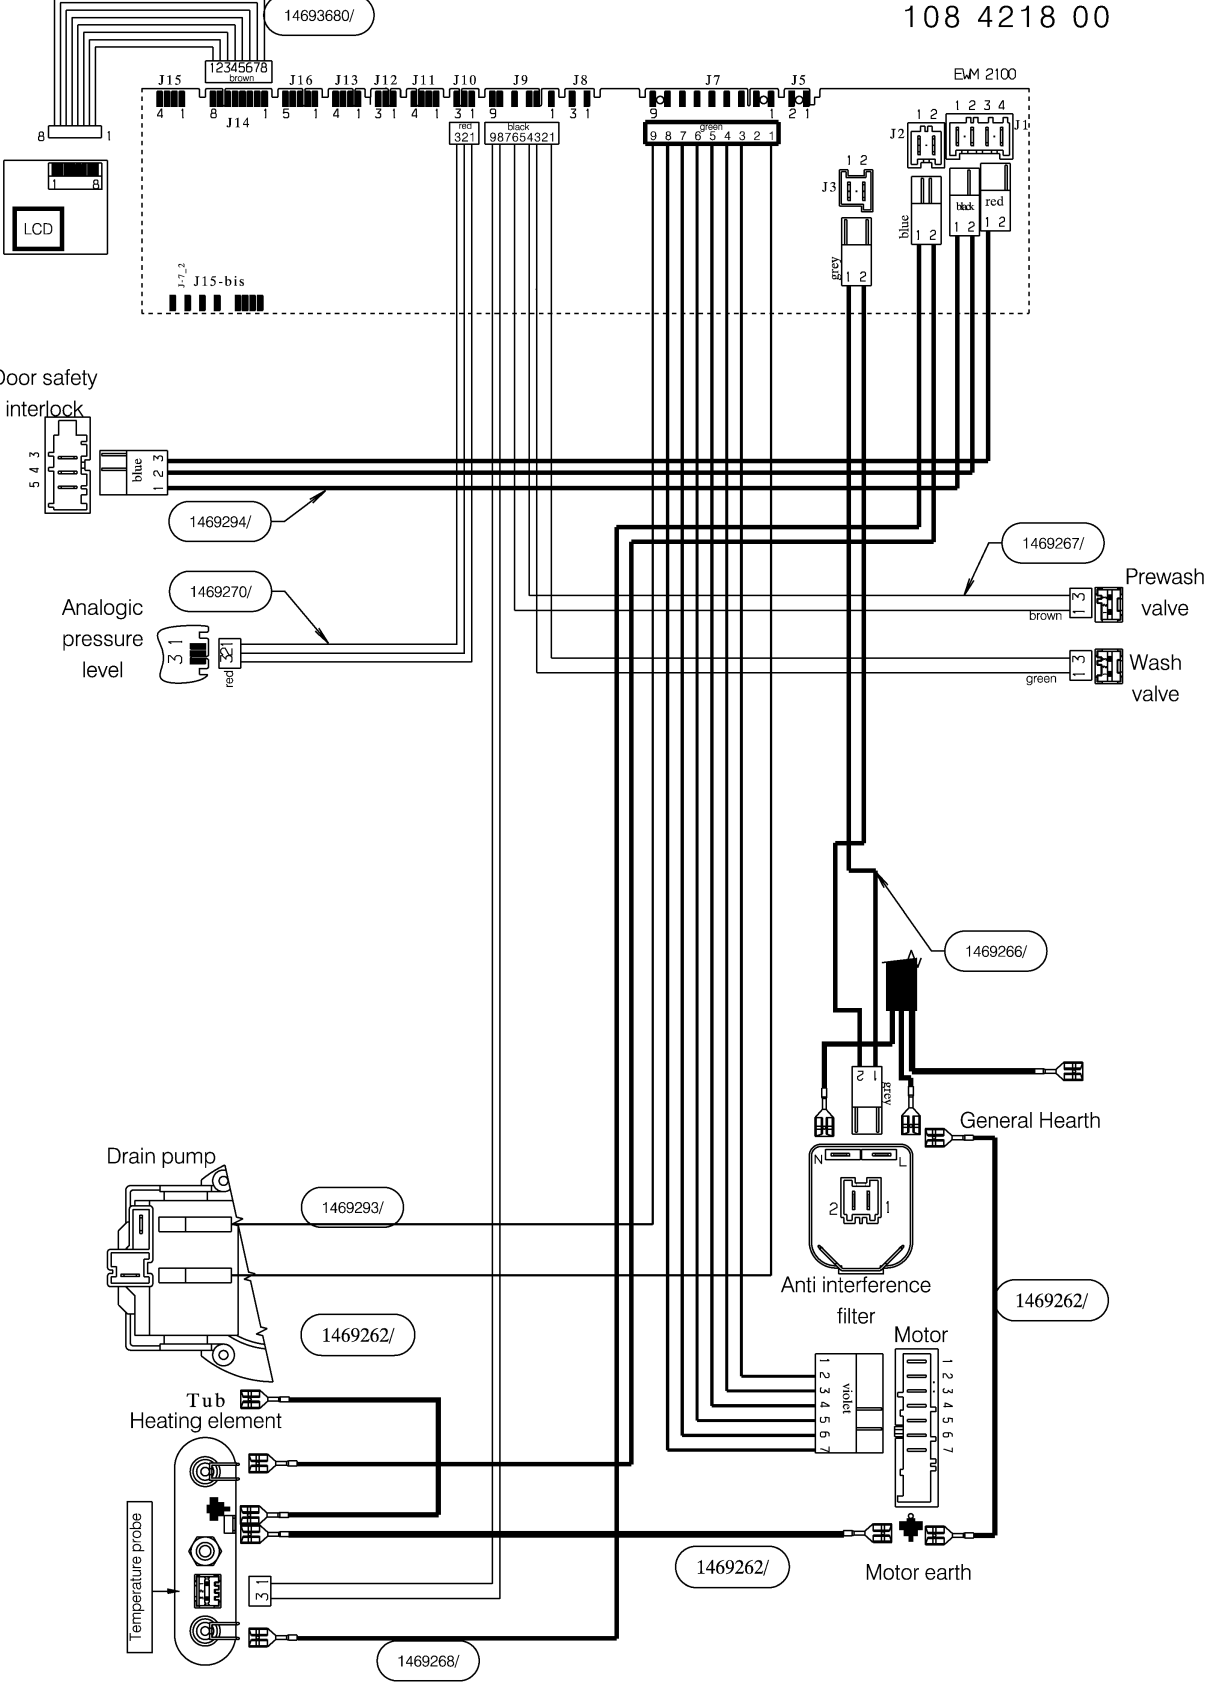 14693680/
108 4218 00
EWM 2100
12345678
brown
J15
J16
J13
J12
J11
J10
J9
J8
J7
J5
4 1
8 1
5 1
4 1
3 1
4 1
3 1
9 1
3 1
9 1
2 1
J14
red
321
black
987654321
green
9 8 7 6 5 4 3 2 1
8 1
1 8
LCD
J-7_2
J15-bis
1 2
J3
grey
1 2
1 2
J2
blue
1 2
1 2 3 4
J1
black
1 2
red
1 2
Door safety
interlock
3
4
5
blue
3
2
1
1469294/
1469270/
Analogic
pressure
level
3 1
321
red
1469267/
Prewash
valve
1 3
brown
Wash
valve
1 3
green
1469266/
2 1
grey
General Hearth
N L
2 1
Anti interference
filter
1469262/
Drain pump
1469293/
1469262/
Motor
1
2
3
4
5
6
7
violet
1
2
3
4
5
6
7
Tub
Heating element
Temperature probe
3 1
1469262/
Motor earth
1469268/